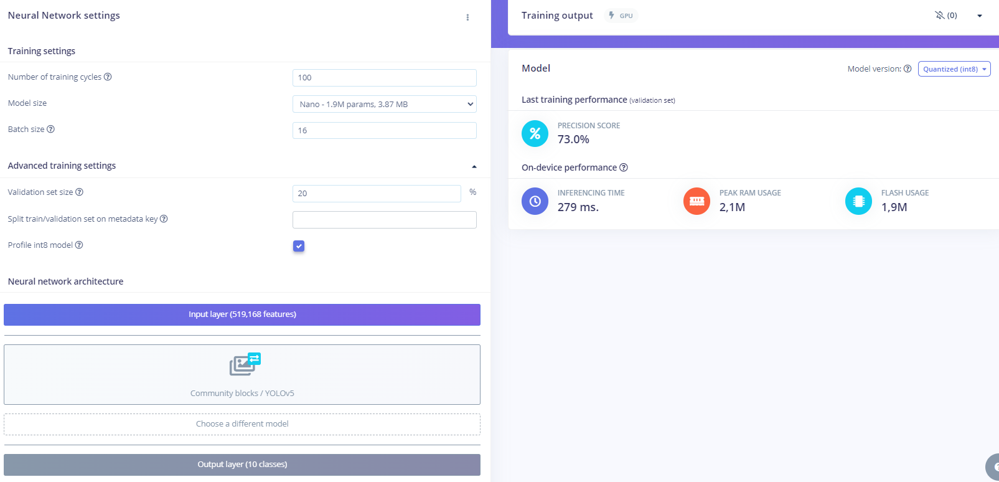 Neural Network settings
Training settings
Number of training cycles
100
Model size
Nano - 1.9M params, 3.87 MB
Batch size
16
Advanced training settings
Validation set size
20
%
Split train/validation set on metadata key
Profile int8 model
Neural network architecture
Input layer (519,168 features)
Community blocks / YOLOv5
Choose a different model
Output layer (10 classes)
Training output
GPU
(0)
Model
Model version:
Quantized (int8)
Last training performance (validation set)
%
PRECISION SCORE
73.0%
On-device performance
INFERENCING TIME
279 ms.
PEAK RAM USAGE
2,1M
FLASH USAGE
1,9M